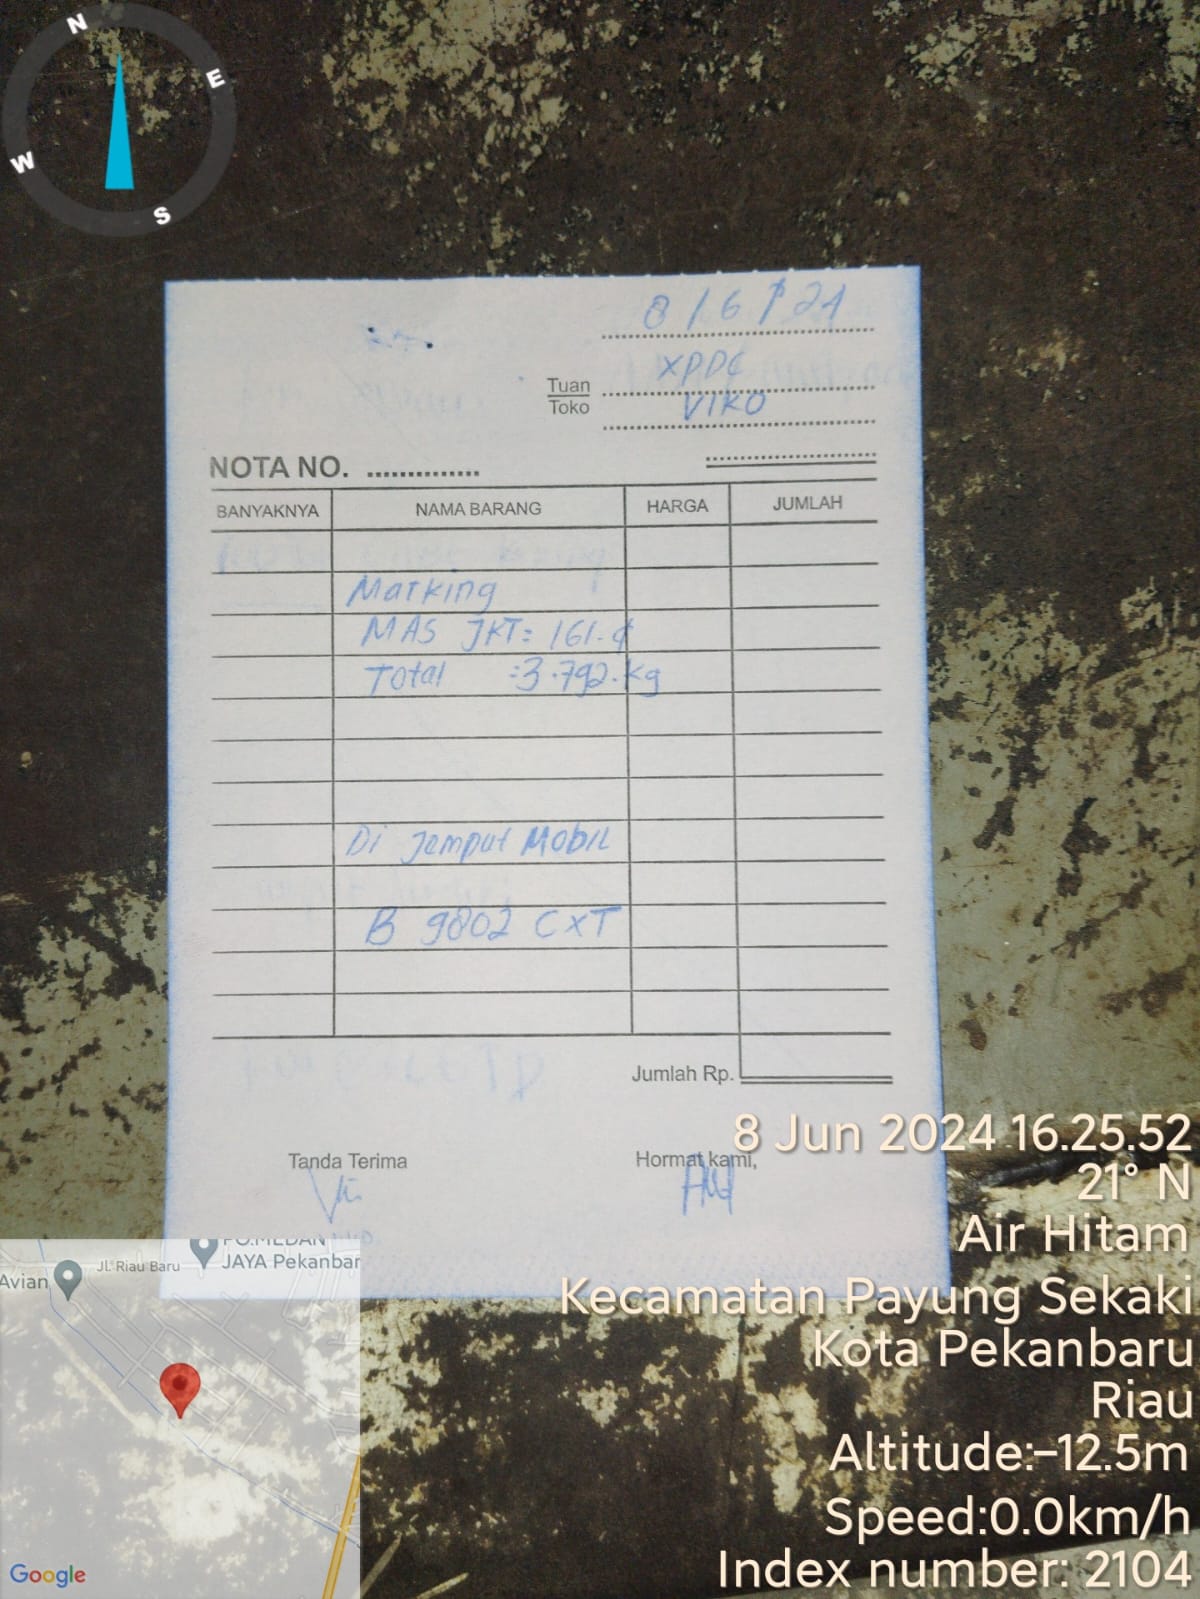 N
E
W
S
8/6/24
XPDC
Tuan
Toko
VIKO
NOTA NO. ..............
BANYAKNYA NAMA BARANG HARGA JUMLAH
Marking
MAS JKT = 161.¢
Total =3.792.kg
Di Jemput Mobil
B 9802 CXT
Jumlah Rp.
Tanda Terima Hormat kami,
8 Jun 2024 16.25.52
21° N
Air Hitam
Kecamatan Payung Sekaki
Kota Pekanbaru
Riau
Altitude:-12.5m
Speed:0.0km/h
Index number: 2104
Avian
Jl. Riau Baru
PO.MEDAN
JAYA Pekanbar
Google